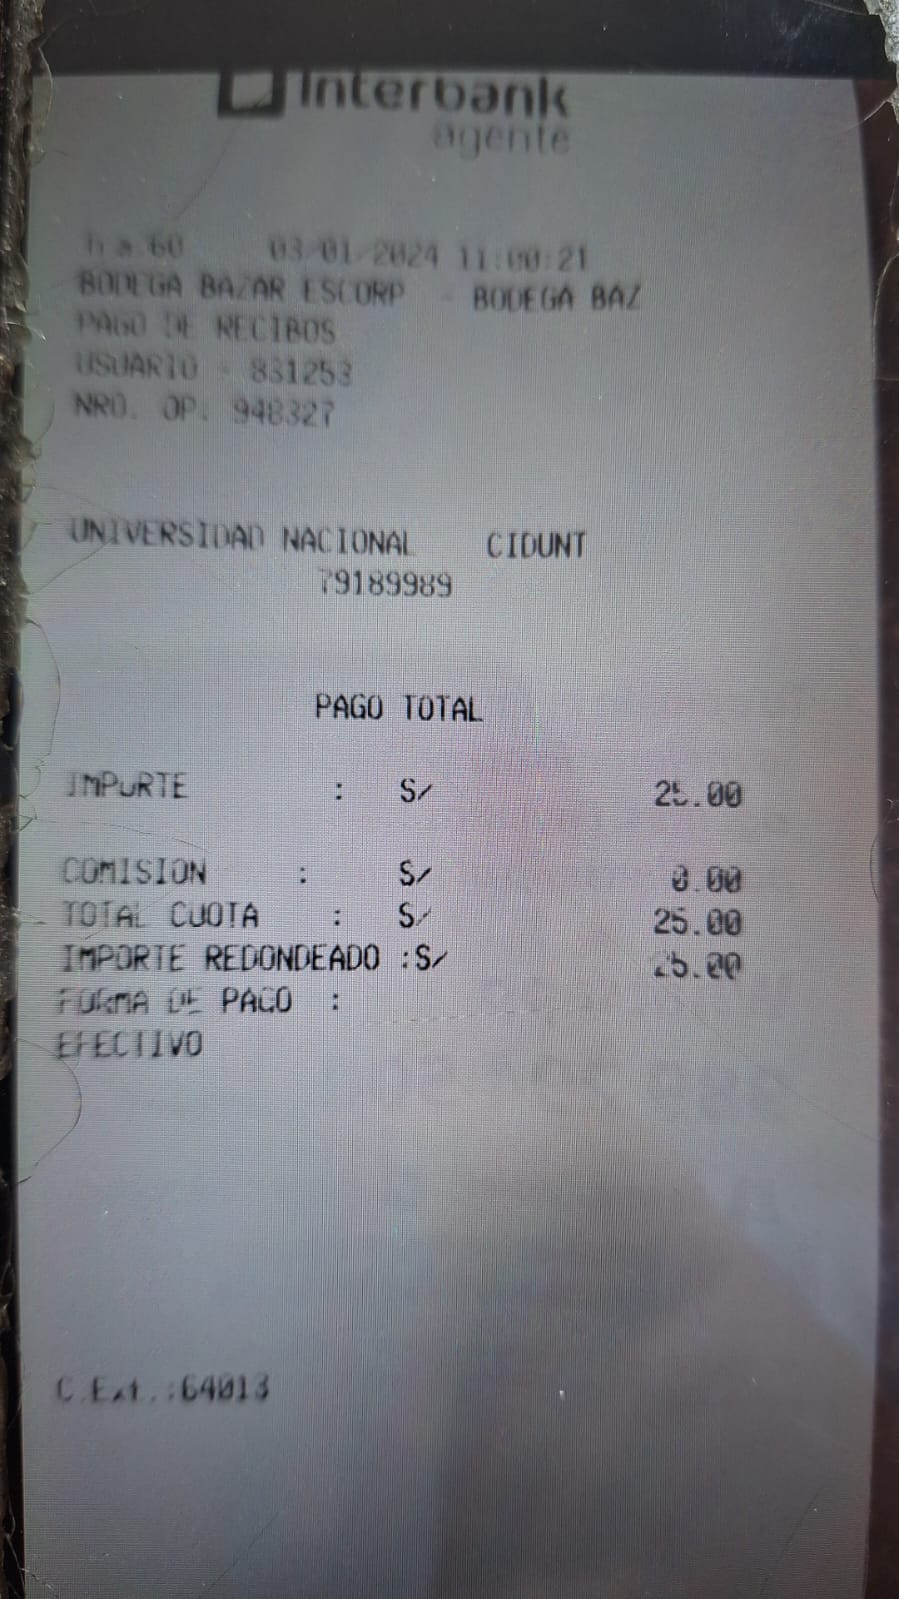 Interbank
agente
03/01/2024 11:00:21
BODEGA BAZAR ESCORP - BODEGA BAZ
PAGO DE RECIBOS
USUARIO - 831253
NRO. OP. 948327
UNIVERSIDAD NACIONAL CIDUNT
79189989
PAGO TOTAL
IMPORTE : S/ 25.00
COMISION : S/ 0.00
TOTAL CUOTA : S/ 25.00
IMPORTE REDONDEADO :S/ 25.00
FORMA DE PAGO :
EFECTIVO
C.Ext.:64013